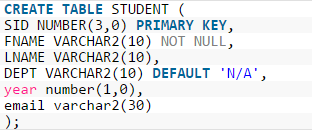 CREATE TABLE STUDENT (
SID NUMBER(3,0) PRIMARY KEY,
FNAME VARCHAR2(10) NOT NULL,
LNAME VARCHAR2(10),
DEPT VARCHAR2(10) DEFAULT 'N/A',
year number(1,0),
email varchar2(30)
);